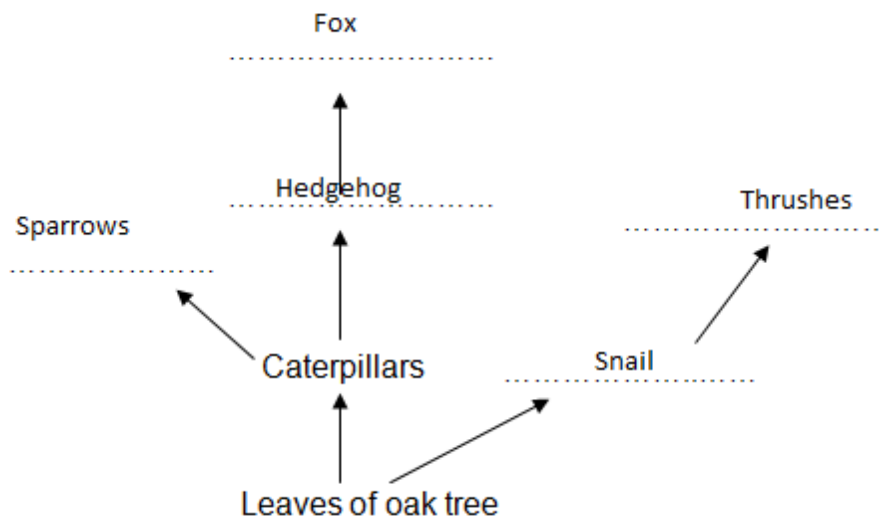 Fox
Hedgehog
Thrushes
Sparrows
Snail
Caterpillars
Leaves of oak tree